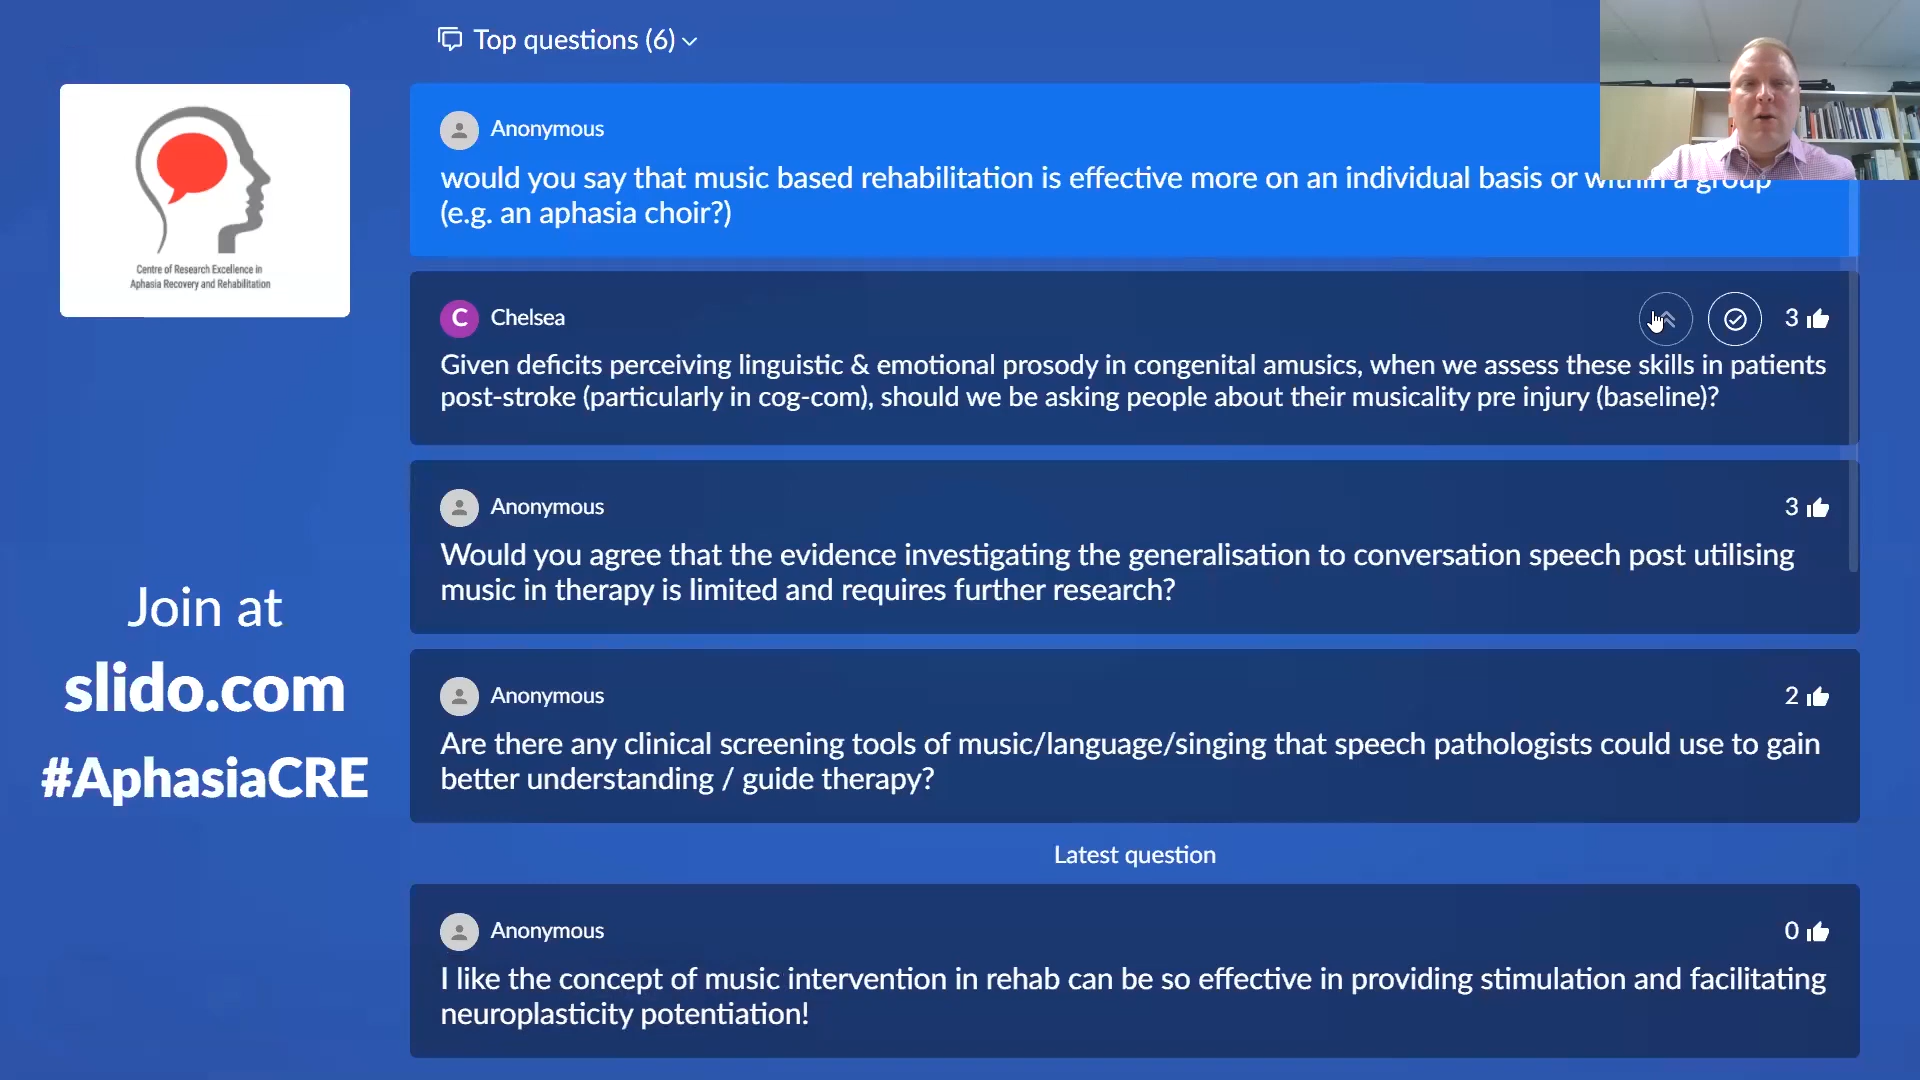 Top questions (6)
Centre of Research Excellence in
Aphasia Recovery and Rehabilitation
Anonymous
would you say that music based rehabilitation is effective more on an individual basis or within a group
(e.g. an aphasia choir?)
C Chelsea
3
Given deficits perceiving linguistic & emotional prosody in congenital amusics, when we assess these skills in patients
post-stroke (particularly in cog-com), should we be asking people about their musicality pre injury (baseline)?
Anonymous
3
Would you agree that the evidence investigating the generalisation to conversation speech post utilising
music in therapy is limited and requires further research?
Anonymous
2
Are there any clinical screening tools of music/language/singing that speech pathologists could use to gain
better understanding / guide therapy?
Latest question
Anonymous
0
I like the concept of music intervention in rehab can be so effective in providing stimulation and facilitating
neuroplasticity potentiation!
Join at
slido.com
#AphasiaCRE